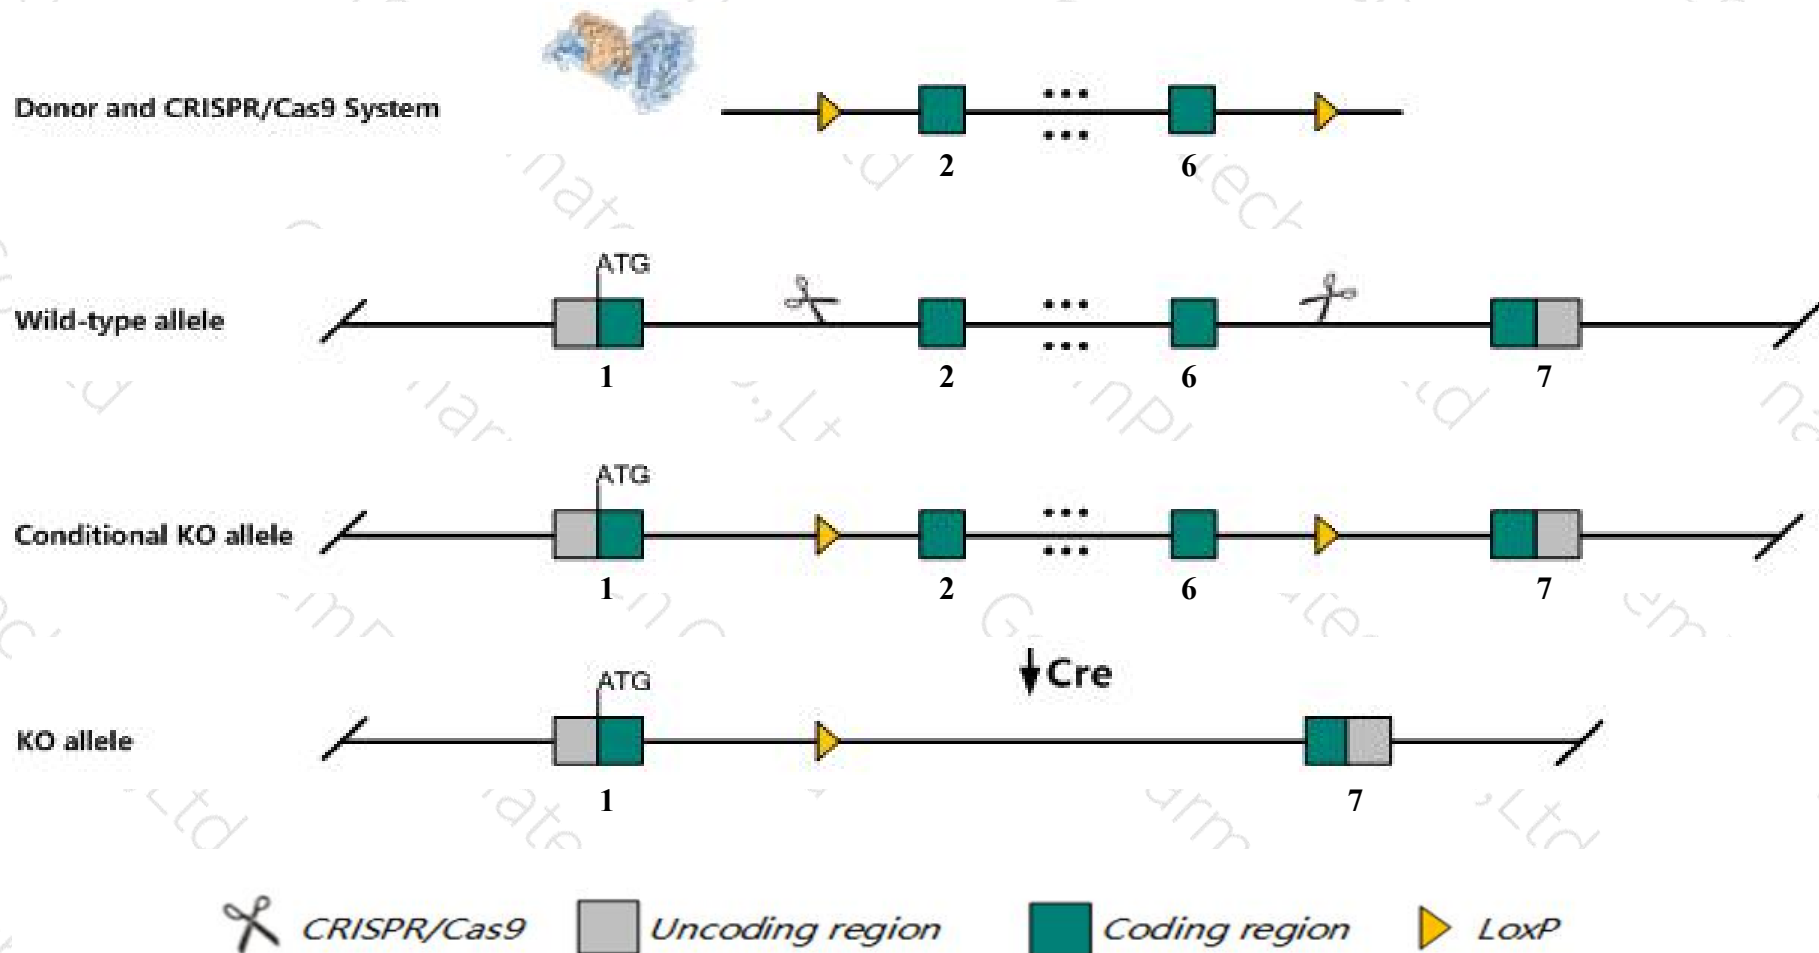 Donor and CRISPR/Cas9 System
2 6
ATG
Wild-type allele
1 2 6 7
ATG
Conditional KO allele
1 2 6 7
Cre
ATG
KO allele
1 7
CRISPR/Cas9 Uncoding region Coding region LoxP